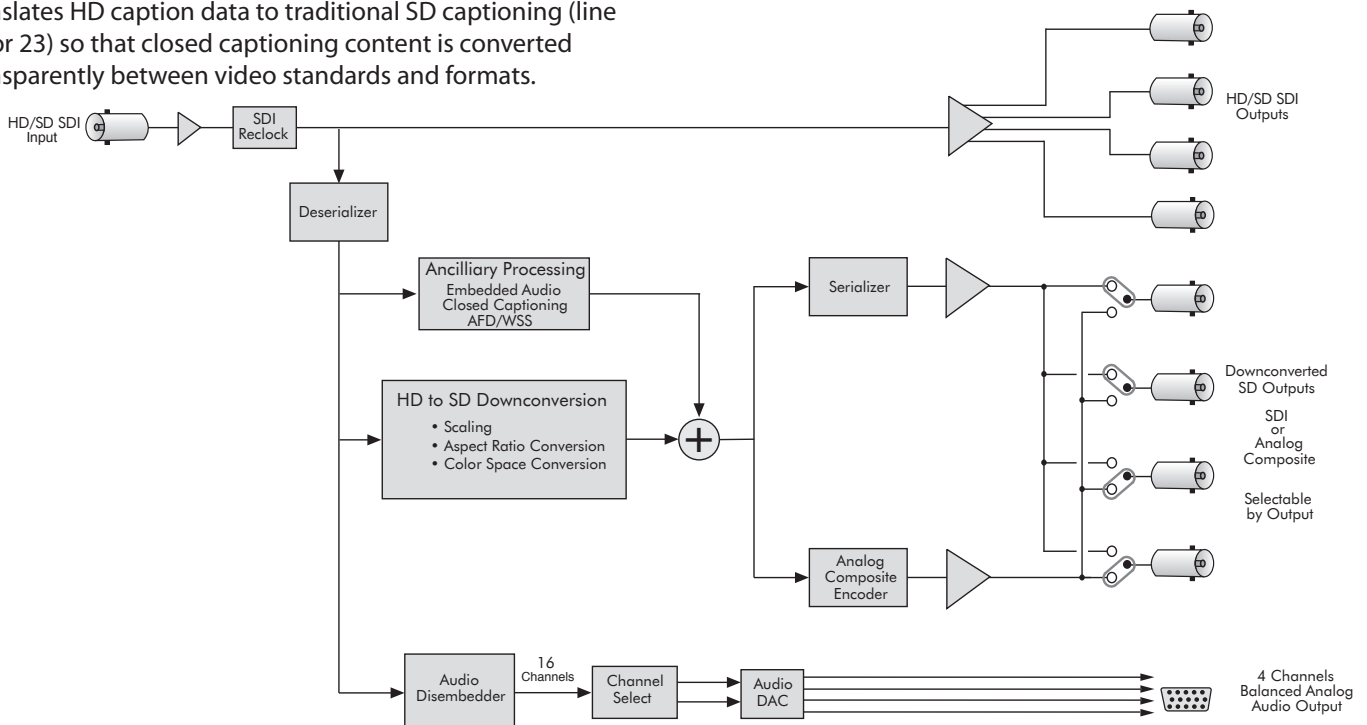 nslates HD caption data to traditional SD captioning (line
or 23) so that closed captioning content is converted
nsparently between video standards and formats.
HD/SD SDI
Input
SDI
Reclock
HD/SD SDI
Outputs
Deserializer
Ancilliary Processing
Embedded Audio
Closed Captioning
AFD/WSS
Serializer
HD to SD Downconversion
• Scaling
• Aspect Ratio Conversion
• Color Space Conversion
+
Downconverted
SD Outputs
SDI
or
Analog
Composite
Selectable
by Output
Analog
Composite
Encoder
Audio
Disembedder
16
Channels
Channel
Select
Audio
DAC
4 Channels
Balanced Analog
Audio Output